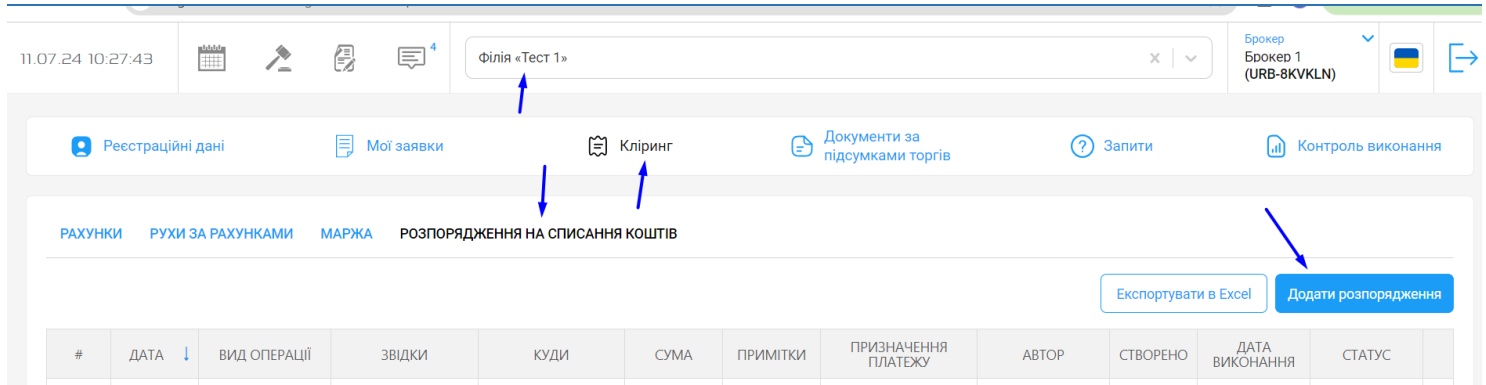 11.07.24 10:27:43
4
Філія «Тест 1»
Брокер
Брокер 1
(URB-8KVKLN)
Реєстраційні дані
Мої заявки
Кліринг
Документи за
підсумками торгів
Запити
Контроль виконання
РАХУНКИ
РУХИ ЗА РАХУНКАМИ
МАРЖА
РОЗПОРЯДЖЕННЯ НА СПИСАННЯ КОШТІВ
Експортувати в Excel
Додати розпорядження
#
ДАТА
ВИД ОПЕРАЦІЇ
ЗВІДКИ
КУДИ
СУМА
ПРИМІТКИ
ПРИЗНАЧЕННЯ
ПЛАТЕЖУ
АВТОР
СТВОРЕНО
ДАТА
ВИКОНАННЯ
СТАТУС